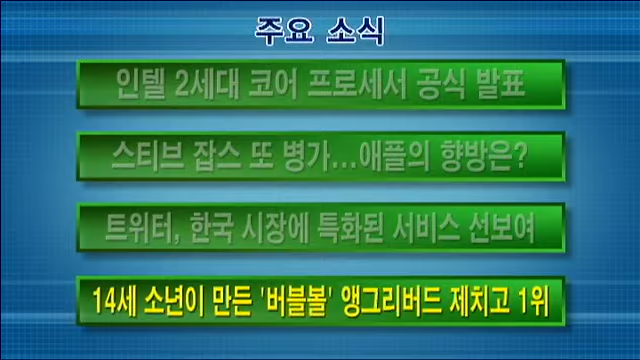 주요 소식
인텔 2세대 코어 프로세서 공식 발표
스티브 잡스 또 병가...애플의 향방은?
트위터, 한국 시장에 특화된 서비스 선보여
14세 소년이 만든 '버블볼' 앵그리버드 제치고 1위